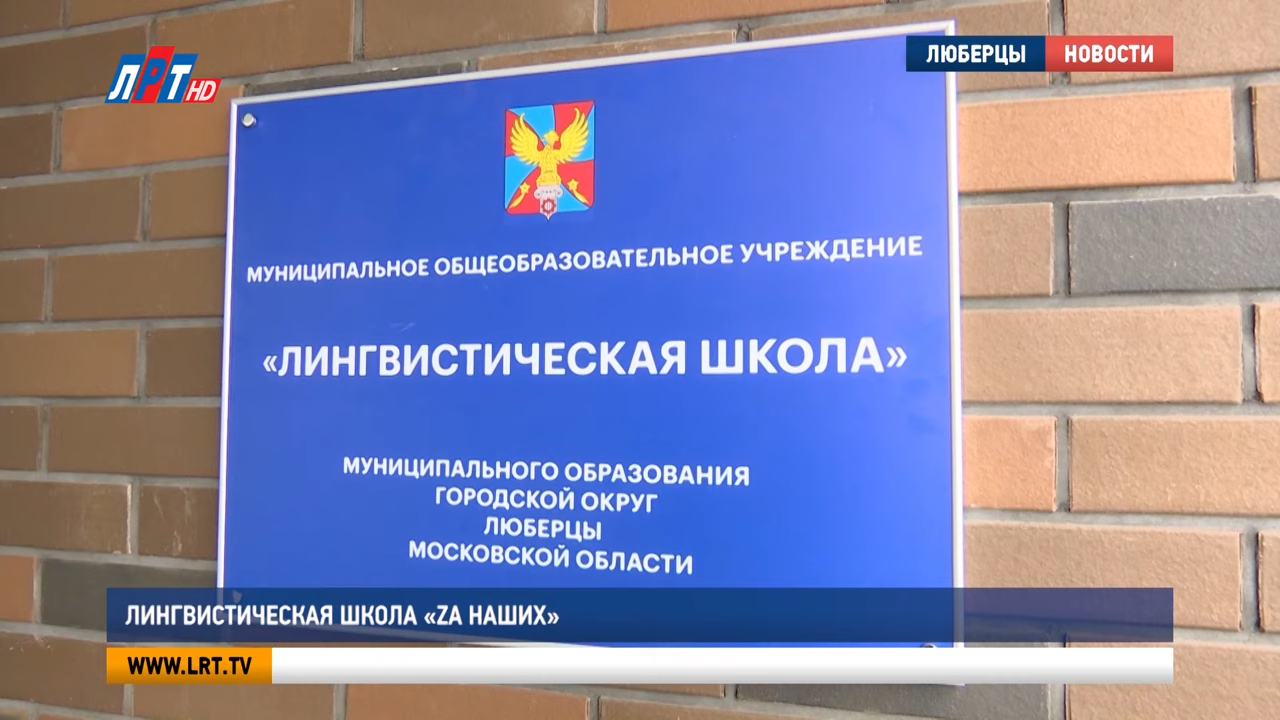 ЛРТ HD
ЛЮБЕРЦЫ НОВОСТИ
МУНИЦИПАЛЬНОЕ ОБЩЕОБРАЗОВАТЕЛЬНОЕ УЧРЕЖДЕНИЕ
«ЛИНГВИСТИЧЕСКАЯ ШКОЛА»
МУНИЦИПАЛЬНОГО ОБРАЗОВАНИЯ
ГОРОДСКОЙ ОКРУГ
ЛЮБЕРЦЫ
МОСКОВСКОЙ ОБЛАСТИ
ЛИНГВИСТИЧЕСКАЯ ШКОЛА «ZА НАШИХ»
WWW.LRT.TV